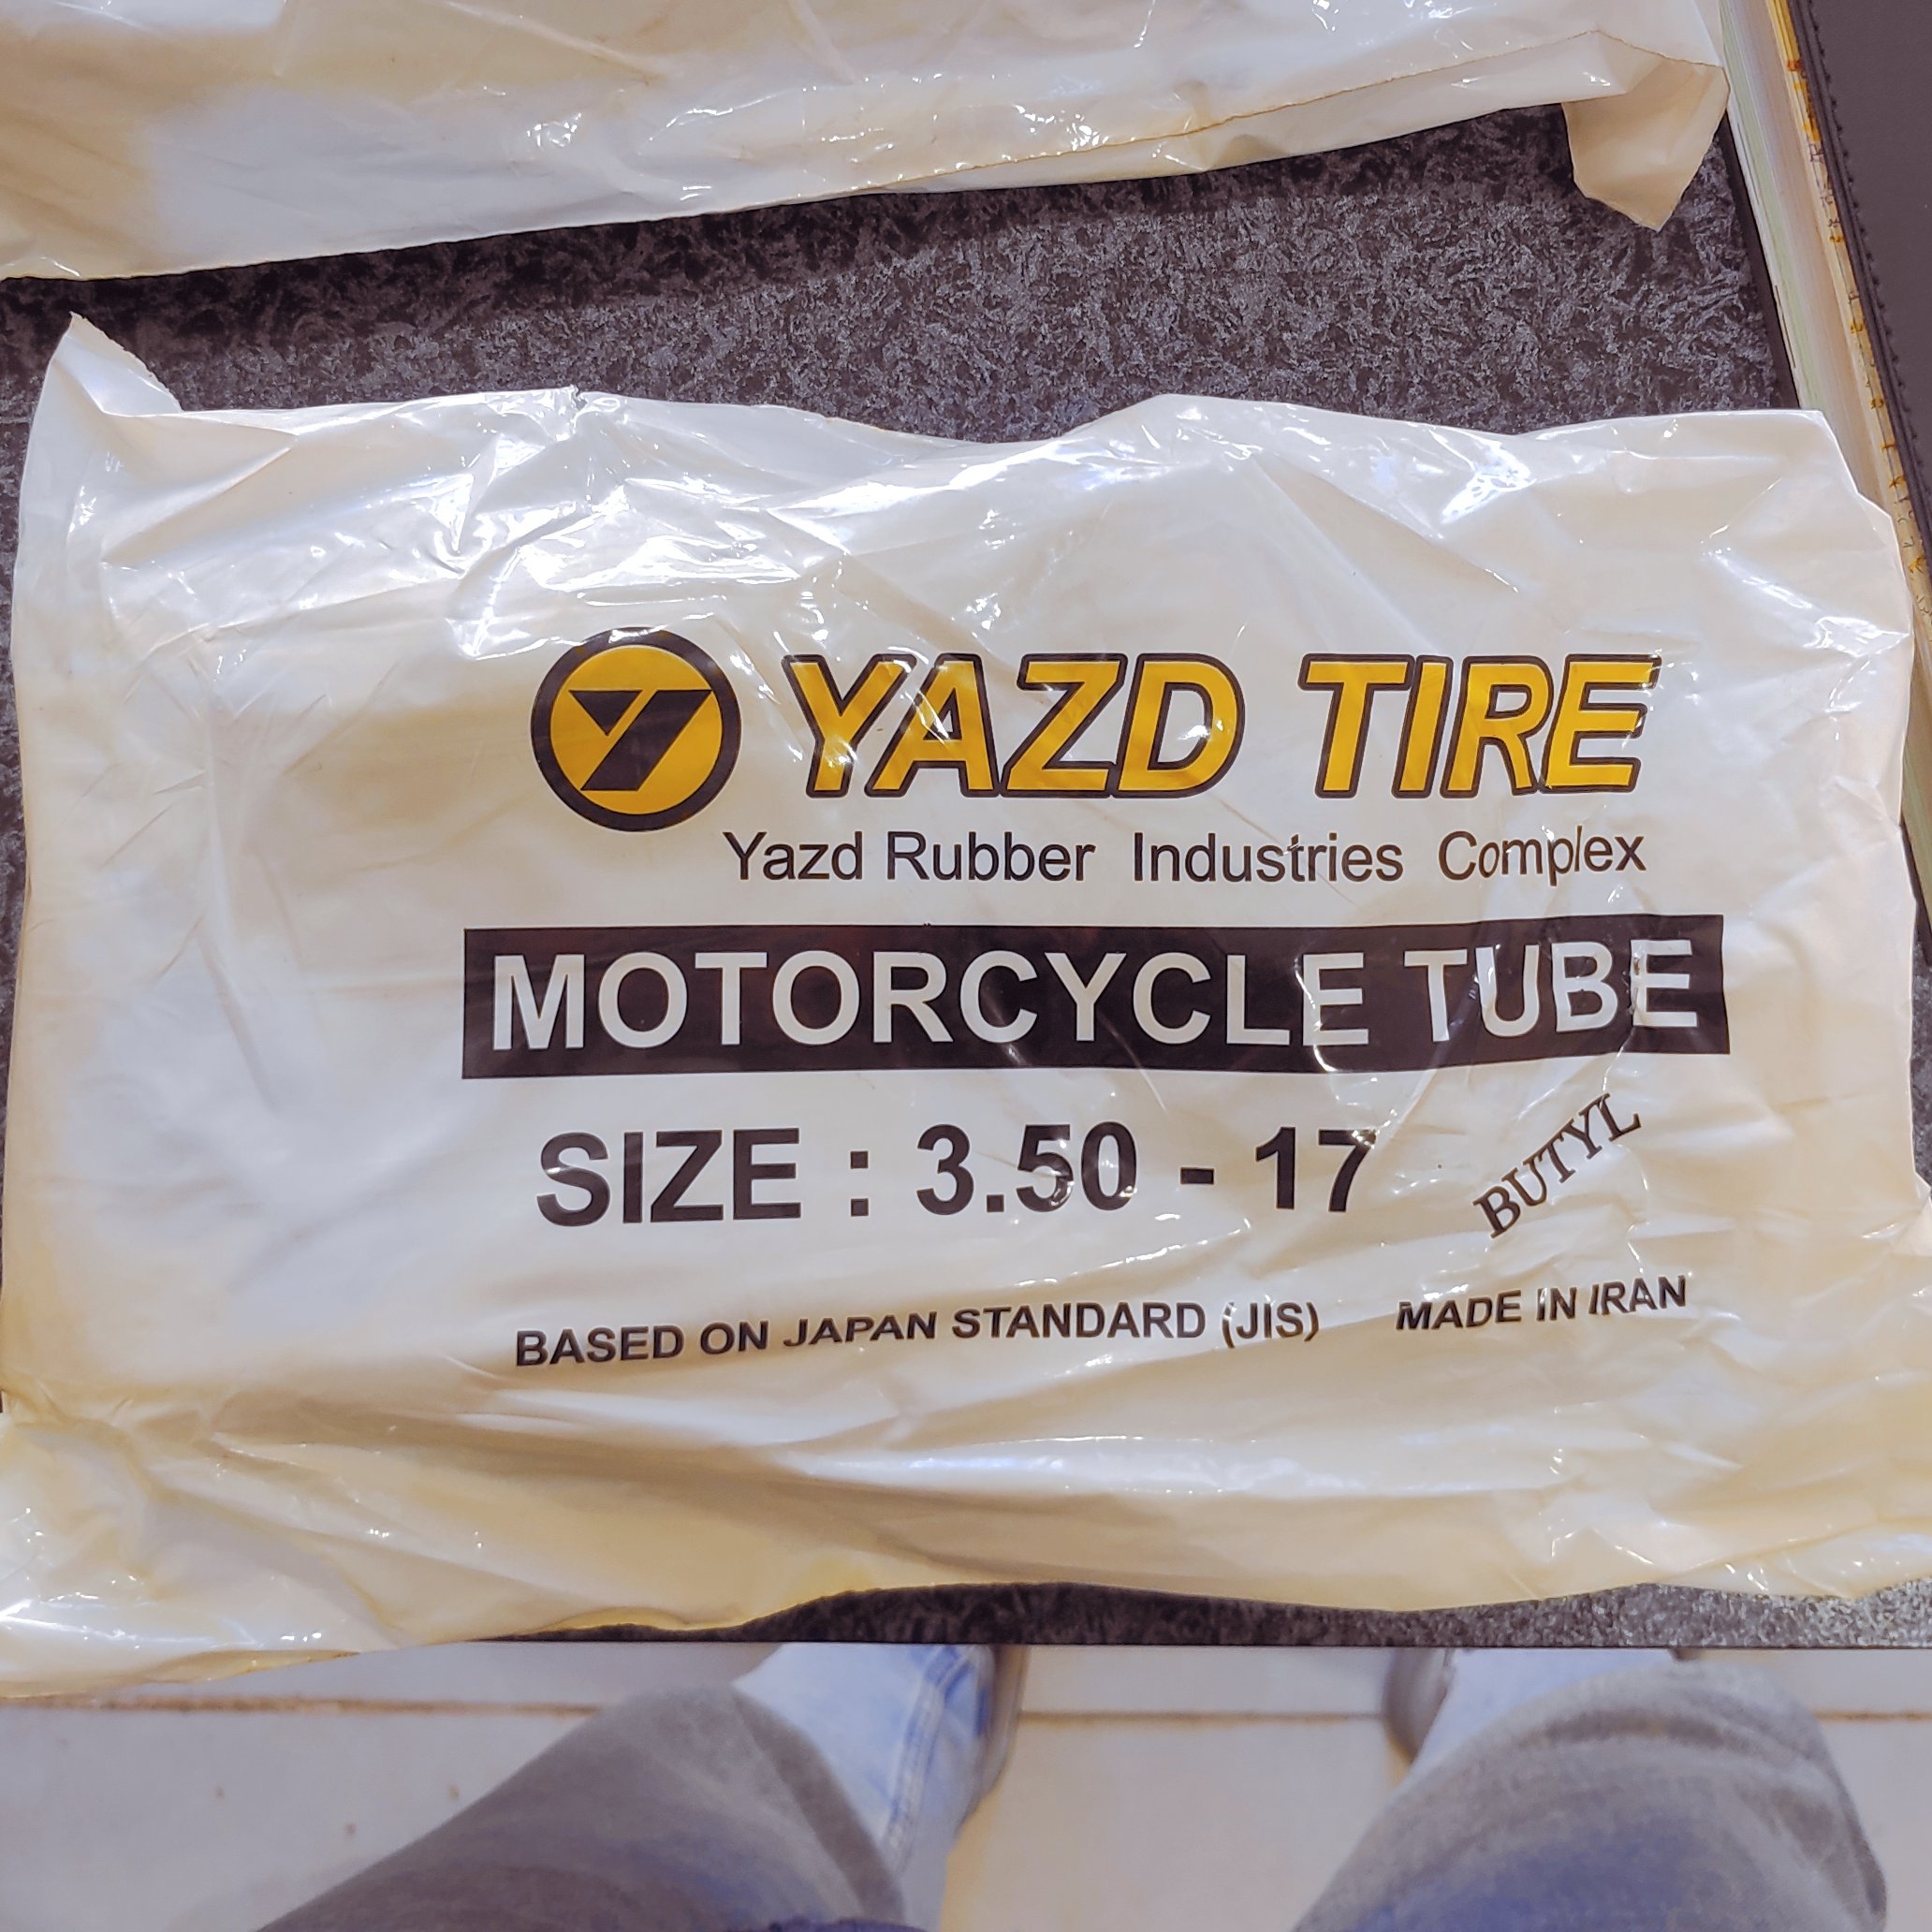 YAZD TIRE
Yazd Rubber Industries Complex
MOTORCYCLE TUBE
SIZE : 3.50 - 17
BUTYL
BASED ON JAPAN STANDARD (JIS) MADE IN IRAN